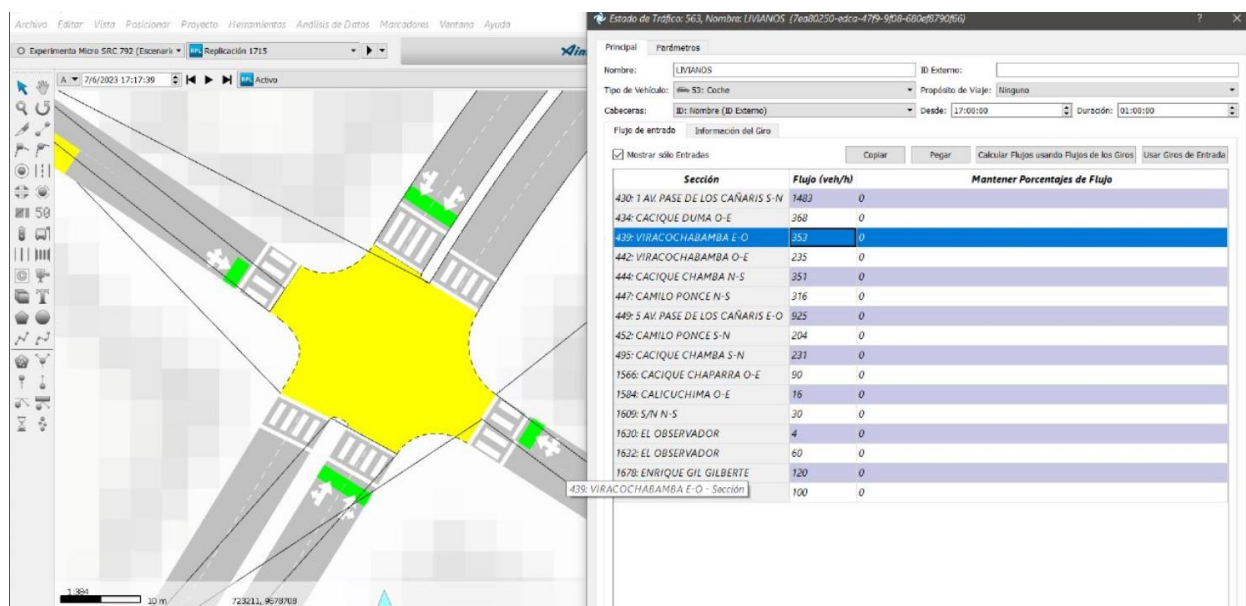 Archivo Editar Vista Posicionar Proyecto Herramientas Análisis de Datos Marcadores Ventana Ayuda
Experimento Micro SRC 792 (Escenario
RPL Replicación 1715
Aim
A 7/6/2023 17:17:39 RPL Activo
50
1:384
10 m
723211, 9678708
Estado de Tráfico: 563, Nombre: LIVIANOS (7ea80250-edca-47f9-9f08-680ef8790f66) ? X
Principal Parámetros
Nombre: LIVIANOS ID Externo:
Tipo de Vehículo: 53: Coche Propósito de Viaje: Ninguno
Cabeceras: ID: Nombre (ID Externo) Desde: 17:00:00 Duración: 01:00:00
Flujo de entrada Información del Giro
Mostrar sólo Entradas Copiar Pegar Calcular Flujos usando Flujos de los Giros Usar Giros de Entrada
Sección Flujo (veh/h) Mantener Porcentajes de Flujo
430: 1 AV. PASE DE LOS CAÑARIS S-N 1483 0
434: CACIQUE DUMA O-E 368 0
439: VIRACOCHABAMBA E-O 353 0
442: VIRACOCHABAMBA O-E 235 0
444: CACIQUE CHAMBA N-S 351 0
447: CAMILO PONCE N-S 316 0
449: 5 AV. PASE DE LOS CAÑARIS E-O 925 0
452: CAMILO PONCE S-N 204 0
495: CACIQUE CHAMBA S-N 231 0
1566: CACIQUE CHAPARRA O-E 90 0
1584: CALICUCHIMA O-E 16 0
1609: S/N N-S 30 0
1630: EL OBSERVADOR 4 0
1632: EL OBSERVADOR 60 0
1678: ENRIQUE GIL GILBERTE 120 0
100 0
439: VIRACOCHABAMBA E-O - Sección